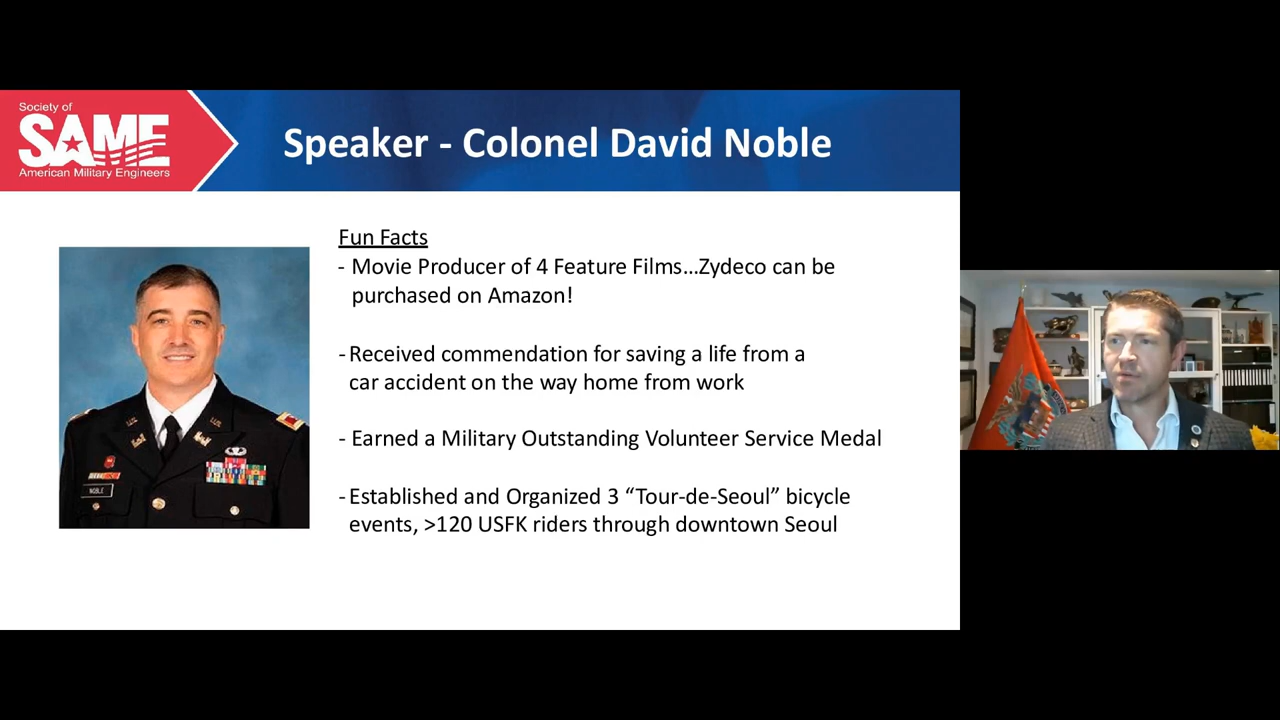 Society of
SAME
American Military Engineers
Speaker - Colonel David Noble
Fun Facts
- Movie Producer of 4 Feature Films...Zydeco can be
purchased on Amazon!
- Received commendation for saving a life from a
car accident on the way home from work
- Earned a Military Outstanding Volunteer Service Medal
- Established and Organized 3 “Tour-de-Seoul” bicycle
events, >120 USFK riders through downtown Seoul
NOBLE